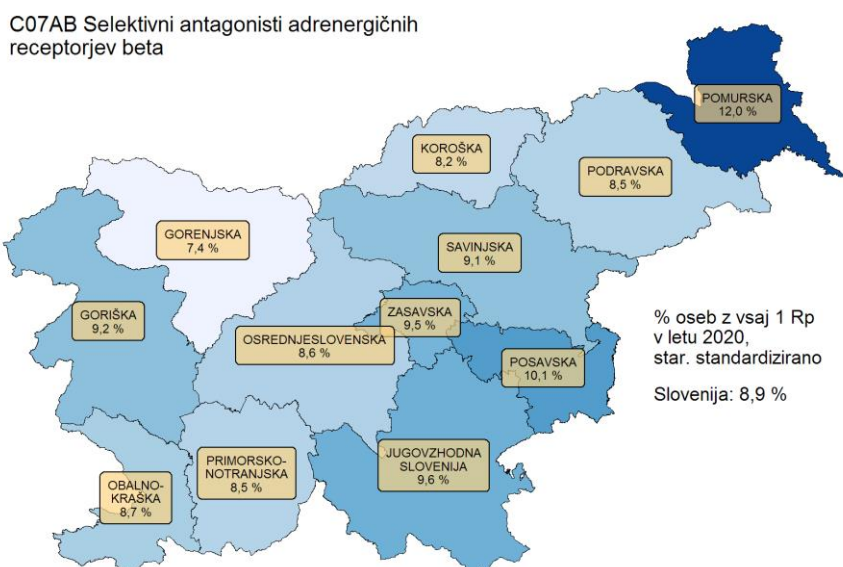 C07AB Selektivni antagonisti adrenergičnih
receptorjev beta
POMURSKA
12,0 %
KOROŠKA
8,2 %
PODRAVSKA
8,5 %
GORENJSKA
7,4 %
SAVINJSKA
9,1 %
GORIŠKA
9,2 %
ZASAVSKA
9,5 %
OSREDNJESLOVENSKA
8,6 %
POSAVSKA
10,1 %
% oseb z vsaj 1 Rp
v letu 2020,
star. standardizirano
Slovenija: 8,9 %
JUGOVZHODNA
SLOVENIJA
9,6 %
PRIMORSKO-
NOTRANJSKA
8,5 %
OBALNO-
KRAŠKA
8,7 %